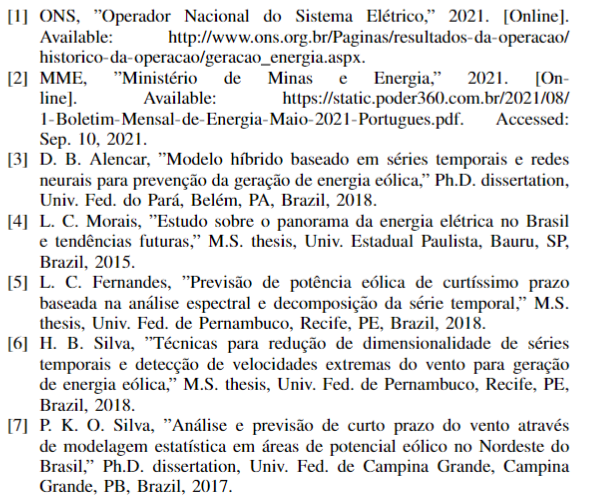 [1] ONS, ”Operador Nacional do Sistema Elétrico,” 2021. [Online].
Available: http://www.ons.org.br/Paginas/resultados-da-operacao/
historico-da-operacao/geracao_energia.aspx.
[2] MME, ”Ministério de Minas e Energia,” 2021. [On-
line]. Available: https://static.poder360.com.br/2021/08/
1-Boletim-Mensal-de-Energia-Maio-2021-Portugues.pdf. Accessed:
Sep. 10, 2021.
[3] D. B. Alencar, ”Modelo híbrido baseado em séries temporais e redes
neurais para prevenção da geração de energia eólica,” Ph.D. dissertation,
Univ. Fed. do Pará, Belém, PA, Brazil, 2018.
[4] L. C. Morais, ”Estudo sobre o panorama da energia elétrica no Brasil
e tendências futuras,” M.S. thesis, Univ. Estadual Paulista, Bauru, SP,
Brazil, 2015.
[5] L. C. Fernandes, ”Previsão de potência eólica de curtíssimo prazo
baseada na análise espectral e decomposição da série temporal,” M.S.
thesis, Univ. Fed. de Pernambuco, Recife, PE, Brazil, 2018.
[6] H. B. Silva, ”Técnicas para redução de dimensionalidade de séries
temporais e detecção de velocidades extremas do vento para geração
de energia eólica,” M.S. thesis, Univ. Fed. de Pernambuco, Recife, PE,
Brazil, 2018.
[7] P. K. O. Silva, ”Análise e previsão de curto prazo do vento através
de modelagem estatística em áreas de potencial eólico no Nordeste do
Brasil,” Ph.D. dissertation, Univ. Fed. de Campina Grande, Campina
Grande, PB, Brazil, 2017.